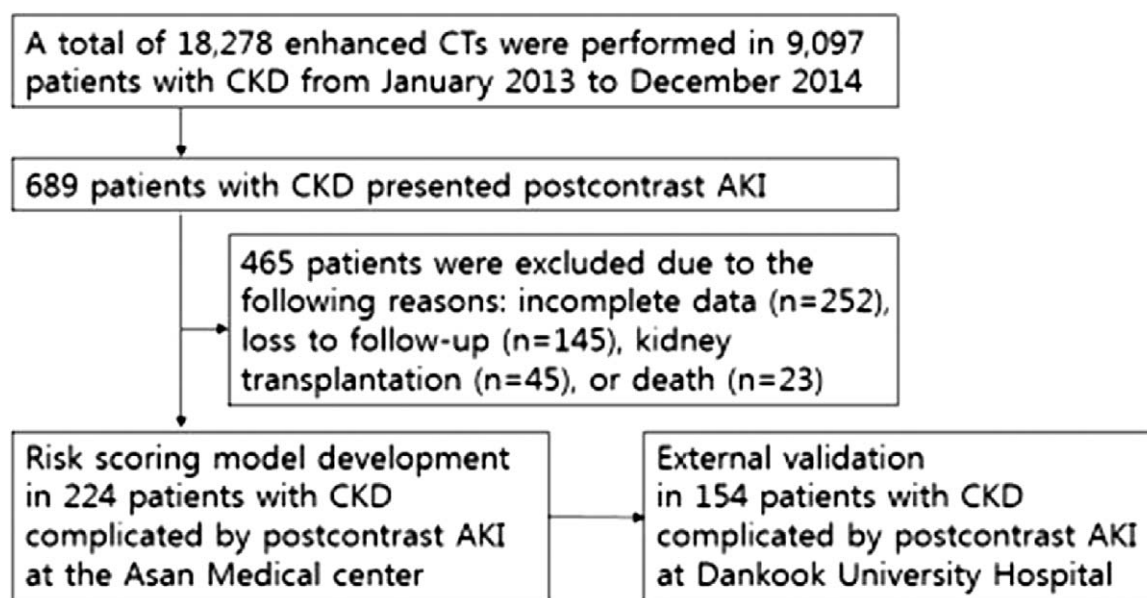 A total of 18,278 enhanced CTs were performed in 9,097
patients with CKD from January 2013 to December 2014
689 patients with CKD presented postcontrast AKI
465 patients were excluded due to the
following reasons: incomplete data (n=252),
loss to follow-up (n=145), kidney
transplantation (n=45), or death (n=23)
Risk scoring model development
in 224 patients with CKD
complicated by postcontrast AKI
at the Asan Medical center
External validation
in 154 patients with CKD
complicated by postcontrast AKI
at Dankook University Hospital